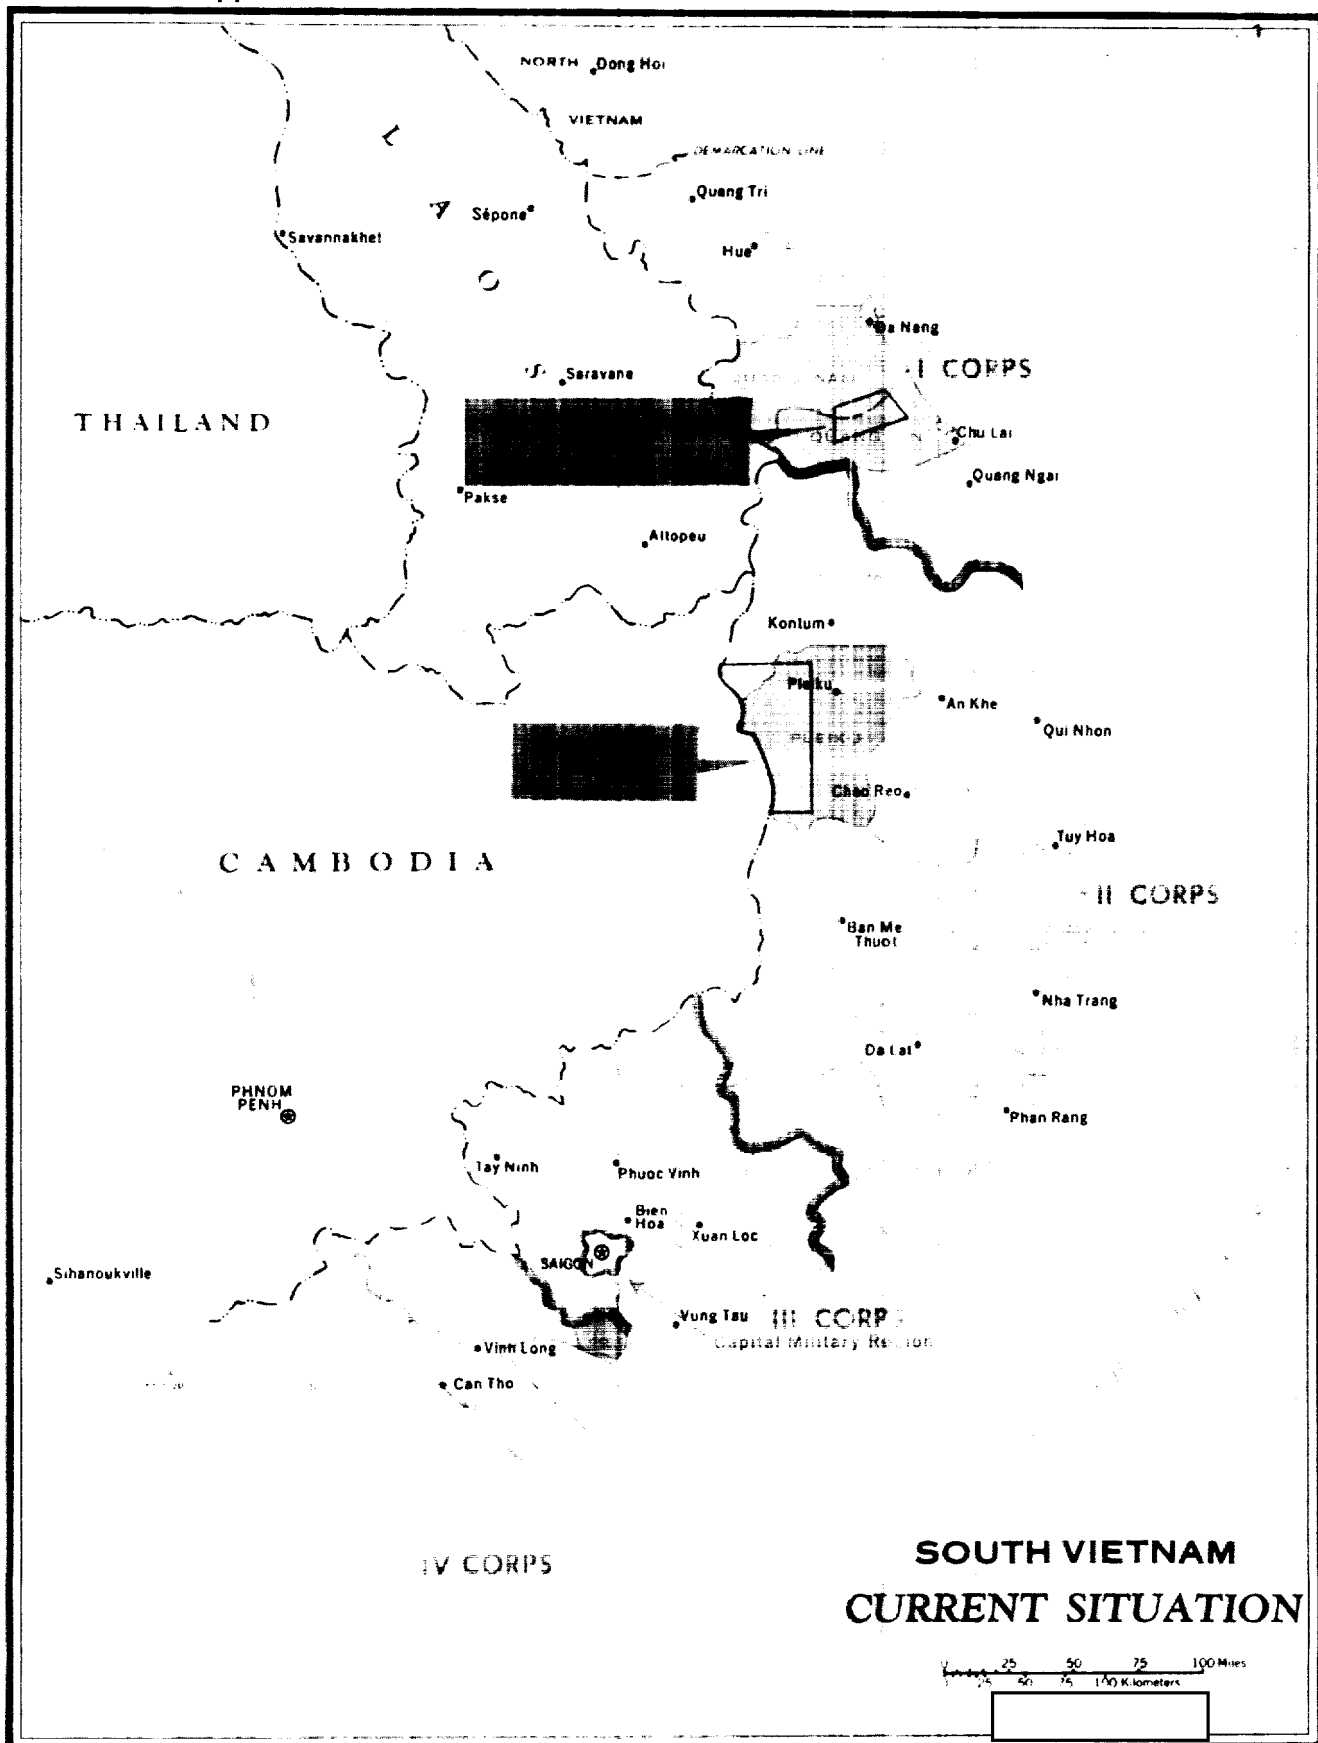 NORTH
Dong Hoi
VIETNAM
DEMARCATION LINE
L
A
O
S
Quang Tri
Sépone
Savannakhet
Hue
Da Nang
I CORPS
Saravane
THAILAND
Chu Lai
Quang Ngai
Pakse
Attopeu
Kontum
Pleiku
An Khe
Qui Nhon
Cheo Reo
Tuy Hoa
CAMBODIA
II CORPS
Ban Me
Thuot
Nha Trang
Da Lat
PHNOM
PENH
Phan Rang
Tay Ninh
Phuoc Vinh
Bien
Hoa
Xuan Loc
SAIGON
Sihanoukville
Vung Tau
III CORPS
Capital Military Region
Vinh Long
Can Tho
IV CORPS
SOUTH VIETNAM
CURRENT SITUATION
0 25 50 75 100 Miles
0 25 50 75 100 Kilometers